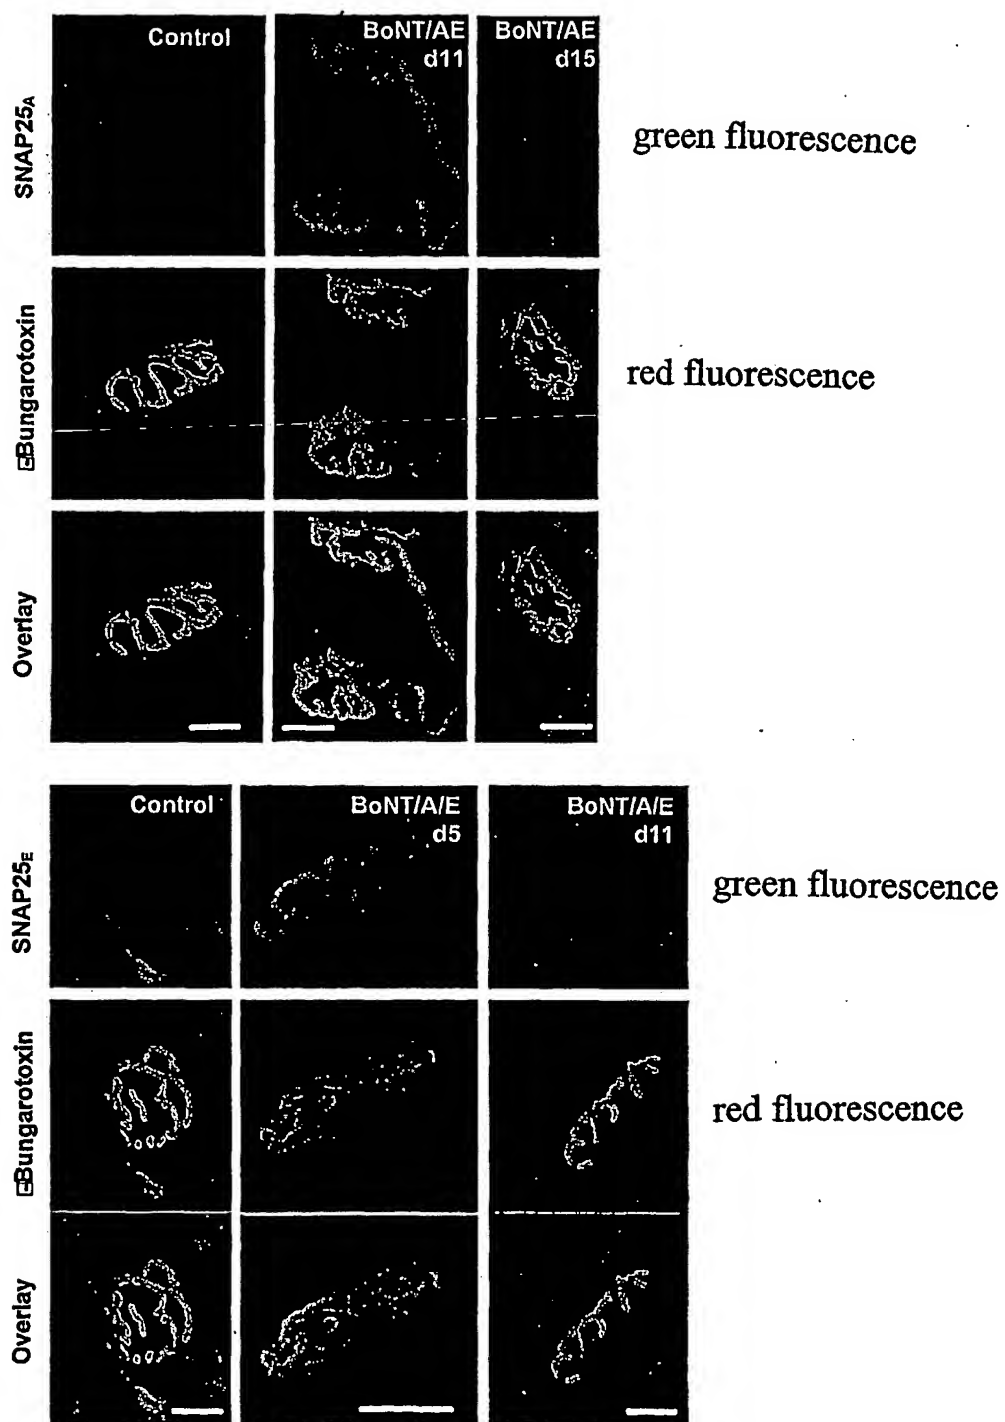 Control
BoNT/AE
d11
BoNT/AE
d15
SNAP25A
green fluorescence
Bungarotoxin
red fluorescence
Overlay
Control
BoNT/A/E
d5
BoNT/A/E
d11
SNAP25E
green fluorescence
Bungarotoxin
red fluorescence
Overlay